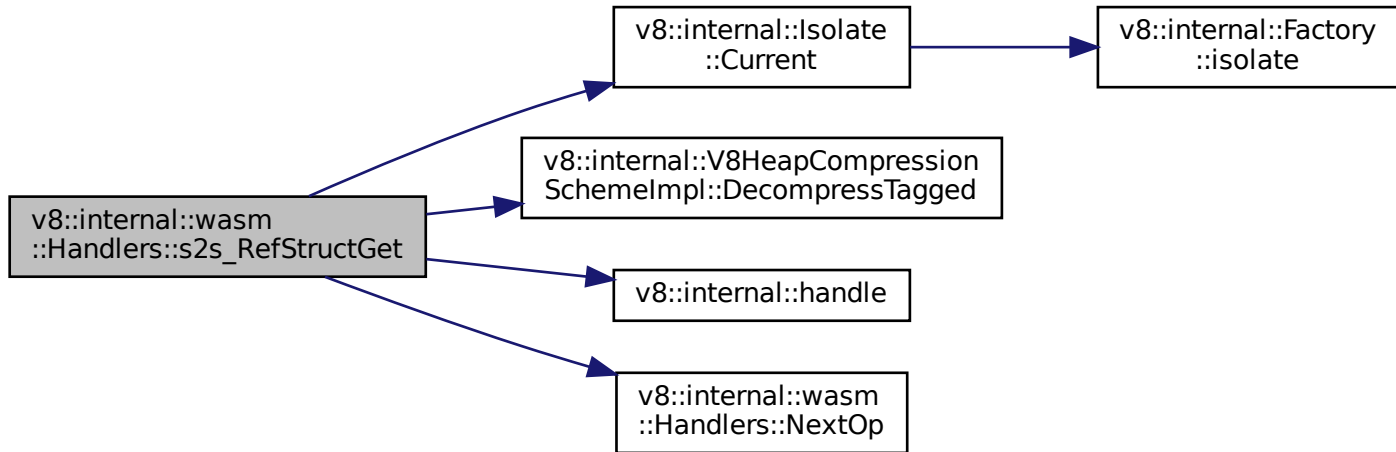 v8::internal::Isolate
::Current
v8::internal::Factory
::isolate
v8::internal::V8HeapCompression
SchemeImpl::DecompressTagged
v8::internal::wasm
::Handlers::s2s_RefStructGet
v8::internal::handle
v8::internal::wasm
::Handlers::NextOp